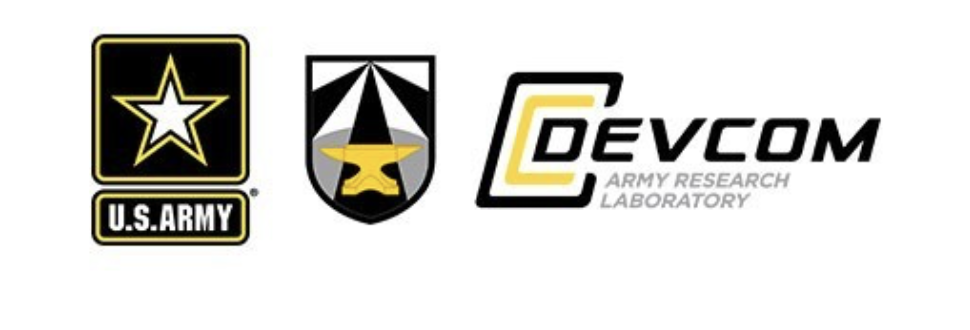 U.S.ARMY
®
DEVCOM
ARMY RESEARCH
LABORATORY